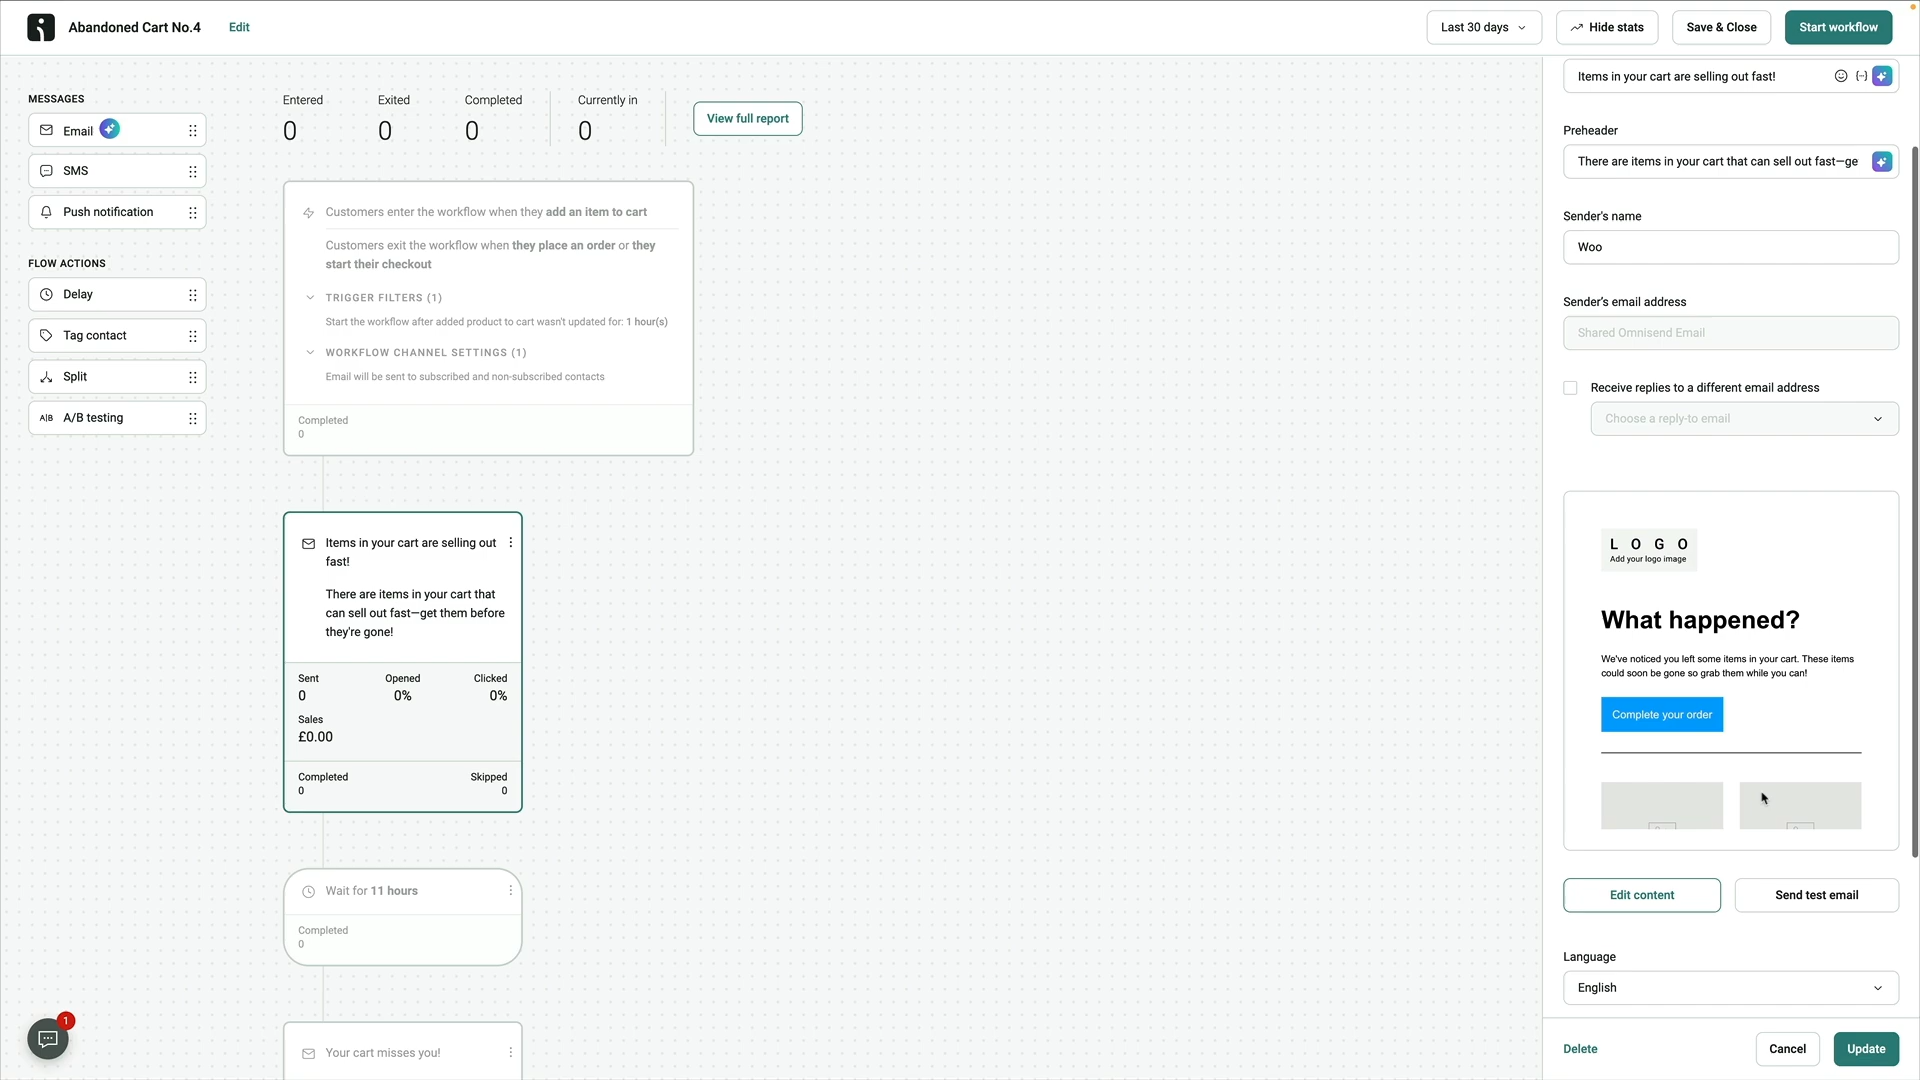 Abandoned Cart No.4
Edit
Last 30 days
Hide stats
Save & Close
Start workflow
MESSAGES
Email
SMS
Push notification
FLOW ACTIONS
Delay
Tag contact
Split
A|B A/B testing
Entered
0
Exited
0
Completed
0
Currently in
0
View full report
Customers enter the workflow when they add an item to cart
Customers exit the workflow when they place an order or they
start their checkout
TRIGGER FILTERS (1)
Start the workflow after added product to cart wasn't updated for: 1 hour(s)
WORKFLOW CHANNEL SETTINGS (1)
Email will be sent to subscribed and non-subscribed contacts
Completed
0
Items in your cart are selling out
fast!
There are items in your cart that
can sell out fast—get them before
they're gone!
Sent Opened Clicked
0 0% 0%
Sales
£0.00
Completed Skipped
0 0
Wait for 11 hours
Completed
0
Your cart misses you!
1
Items in your cart are selling out fast!
Preheader
There are items in your cart that can sell out fast—ge
Sender's name
Woo
Sender's email address
Shared Omnisend Email
Receive replies to a different email address
Choose a reply-to email
LOGO
Add your logo image
What happened?
We've noticed you left some items in your cart. These items
could soon be gone so grab them while you can!
Complete your order
Edit content
Send test email
Language
English
Delete
Cancel
Update